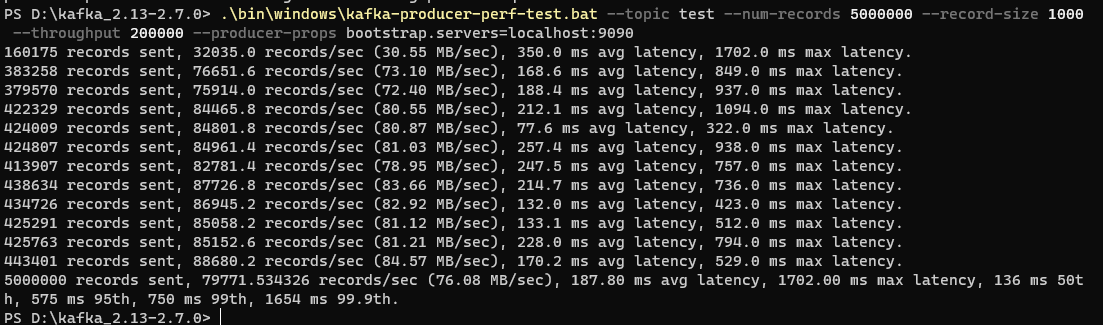 PS D:\kafka_2.13-2.7.0> .\bin\windows\kafka-producer-perf-test.bat --topic test --num-records 5000000 --record-size 1000
 --throughput 200000 --producer-props bootstrap.servers=localhost:9090
160175 records sent, 32035.0 records/sec (30.55 MB/sec), 350.0 ms avg latency, 1702.0 ms max latency.
383258 records sent, 76651.6 records/sec (73.10 MB/sec), 168.6 ms avg latency, 849.0 ms max latency.
379570 records sent, 75914.0 records/sec (72.40 MB/sec), 188.4 ms avg latency, 937.0 ms max latency.
422329 records sent, 84465.8 records/sec (80.55 MB/sec), 212.1 ms avg latency, 1094.0 ms max latency.
424009 records sent, 84801.8 records/sec (80.87 MB/sec), 77.6 ms avg latency, 322.0 ms max latency.
424807 records sent, 84961.4 records/sec (81.03 MB/sec), 257.4 ms avg latency, 938.0 ms max latency.
413907 records sent, 82781.4 records/sec (78.95 MB/sec), 247.5 ms avg latency, 757.0 ms max latency.
438634 records sent, 87726.8 records/sec (83.66 MB/sec), 214.7 ms avg latency, 736.0 ms max latency.
434726 records sent, 86945.2 records/sec (82.92 MB/sec), 132.0 ms avg latency, 423.0 ms max latency.
425291 records sent, 85058.2 records/sec (81.12 MB/sec), 133.1 ms avg latency, 512.0 ms max latency.
425763 records sent, 85152.6 records/sec (81.21 MB/sec), 228.0 ms avg latency, 794.0 ms max latency.
443401 records sent, 88680.2 records/sec (84.57 MB/sec), 170.2 ms avg latency, 529.0 ms max latency.
5000000 records sent, 79771.534326 records/sec (76.08 MB/sec), 187.80 ms avg latency, 1702.00 ms max latency, 136 ms 50t
h, 575 ms 95th, 750 ms 99th, 1654 ms 99.9th.
PS D:\kafka_2.13-2.7.0>